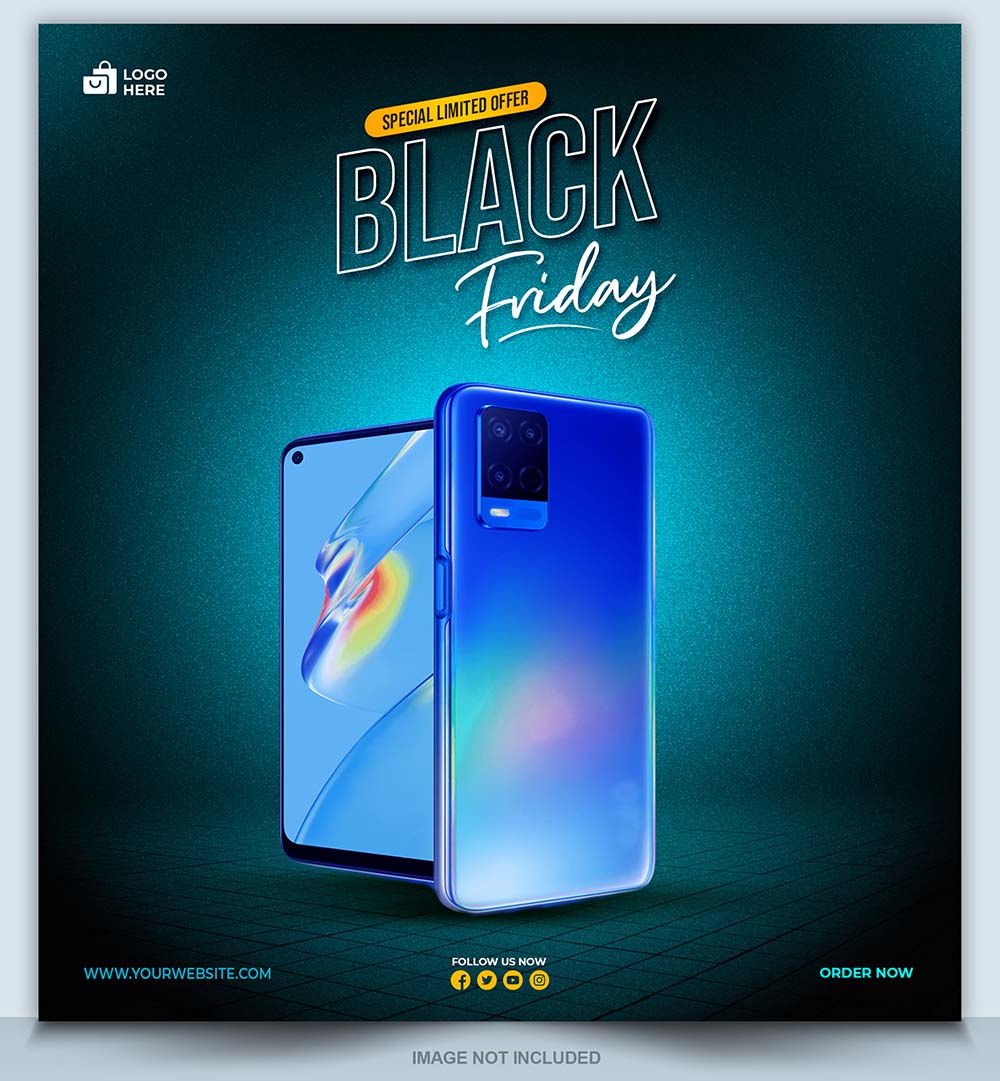 LOGO
HERE
SPECIAL LIMITED OFFER
BLACK
Friday
FOLLOW US NOW
WWW.YOURWEBSITE.COM
ORDER NOW
IMAGE NOT INCLUDED